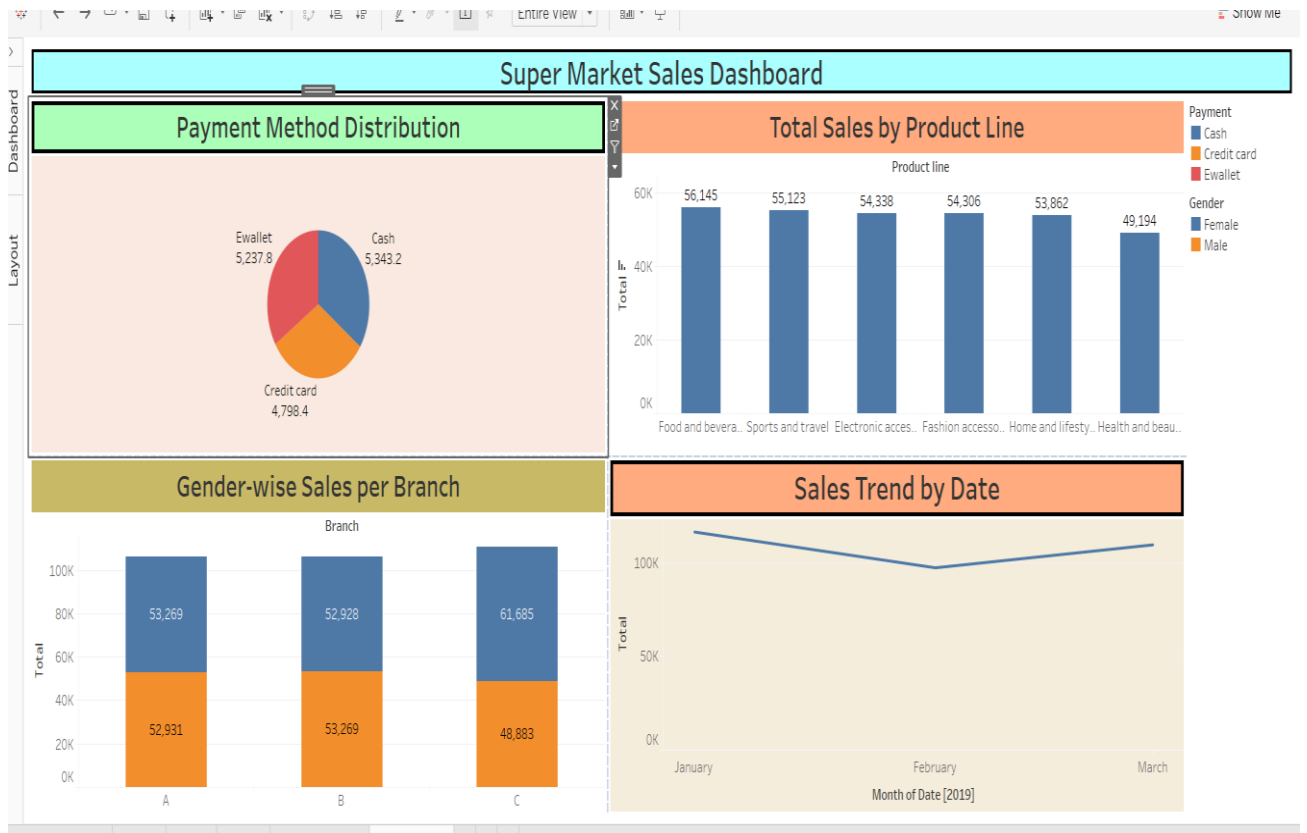 Entire View
Show Me
Dashboard
Layout
Super Market Sales Dashboard
Payment Method Distribution
Ewallet
5,237.8
Cash
5,343.2
Credit card
4,798.4
Total Sales by Product Line
Product line
Total
60K
40K
20K
0K
56,145
55,123
54,338
54,306
53,862
49,194
Food and bevera..
Sports and travel
Electronic acces..
Fashion accesso..
Home and lifesty..
Health and beau..
Payment
Cash
Credit card
Ewallet
Gender
Female
Male
Gender-wise Sales per Branch
Branch
Total
100K
80K
60K
40K
20K
0K
53,269
52,928
61,685
52,931
53,269
48,883
A
B
C
Sales Trend by Date
Total
100K
50K
0K
January
February
March
Month of Date [2019]